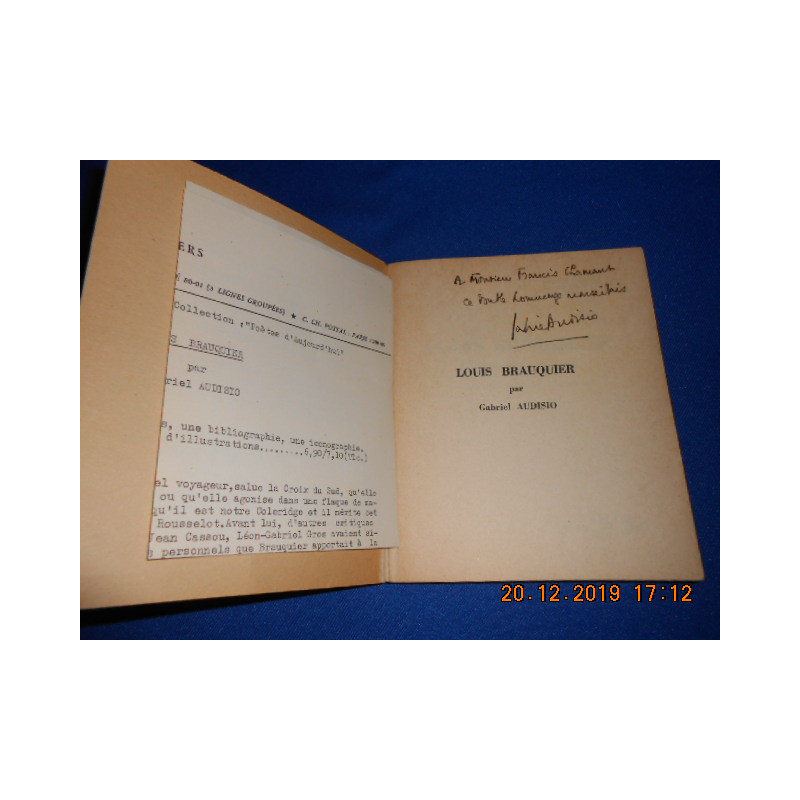 ERS
80-01 (2 LIGNES GROUPÉES) ★ C. CH. POSTAL: PARIS
Collection ;"Poètes d'Aujourd'hui"
S BRAUQUIER
par
riel AUDISIO
s, une bibliographie, une iconographie.
d'illustrations.........6,90/7,10(T.L.C.)
el voyageur,salue la Croix du Sud, qu'elle
ou qu'elle agonise dans une flaque de ma-
qu'il est notre Coleridge et il mérite cet
Rousselot.Avant lui, d'autres critiques
Jean Cassou, Léon-Gabriel Gros avaient si-
s personnels que Brauquier apportait à la
A Monsieur Francis
ce double hommage marseillais
Gabriel Audisio
LOUIS BRAUQUIER
par
Gabriel AUDISIO
20.12.2019 17:12